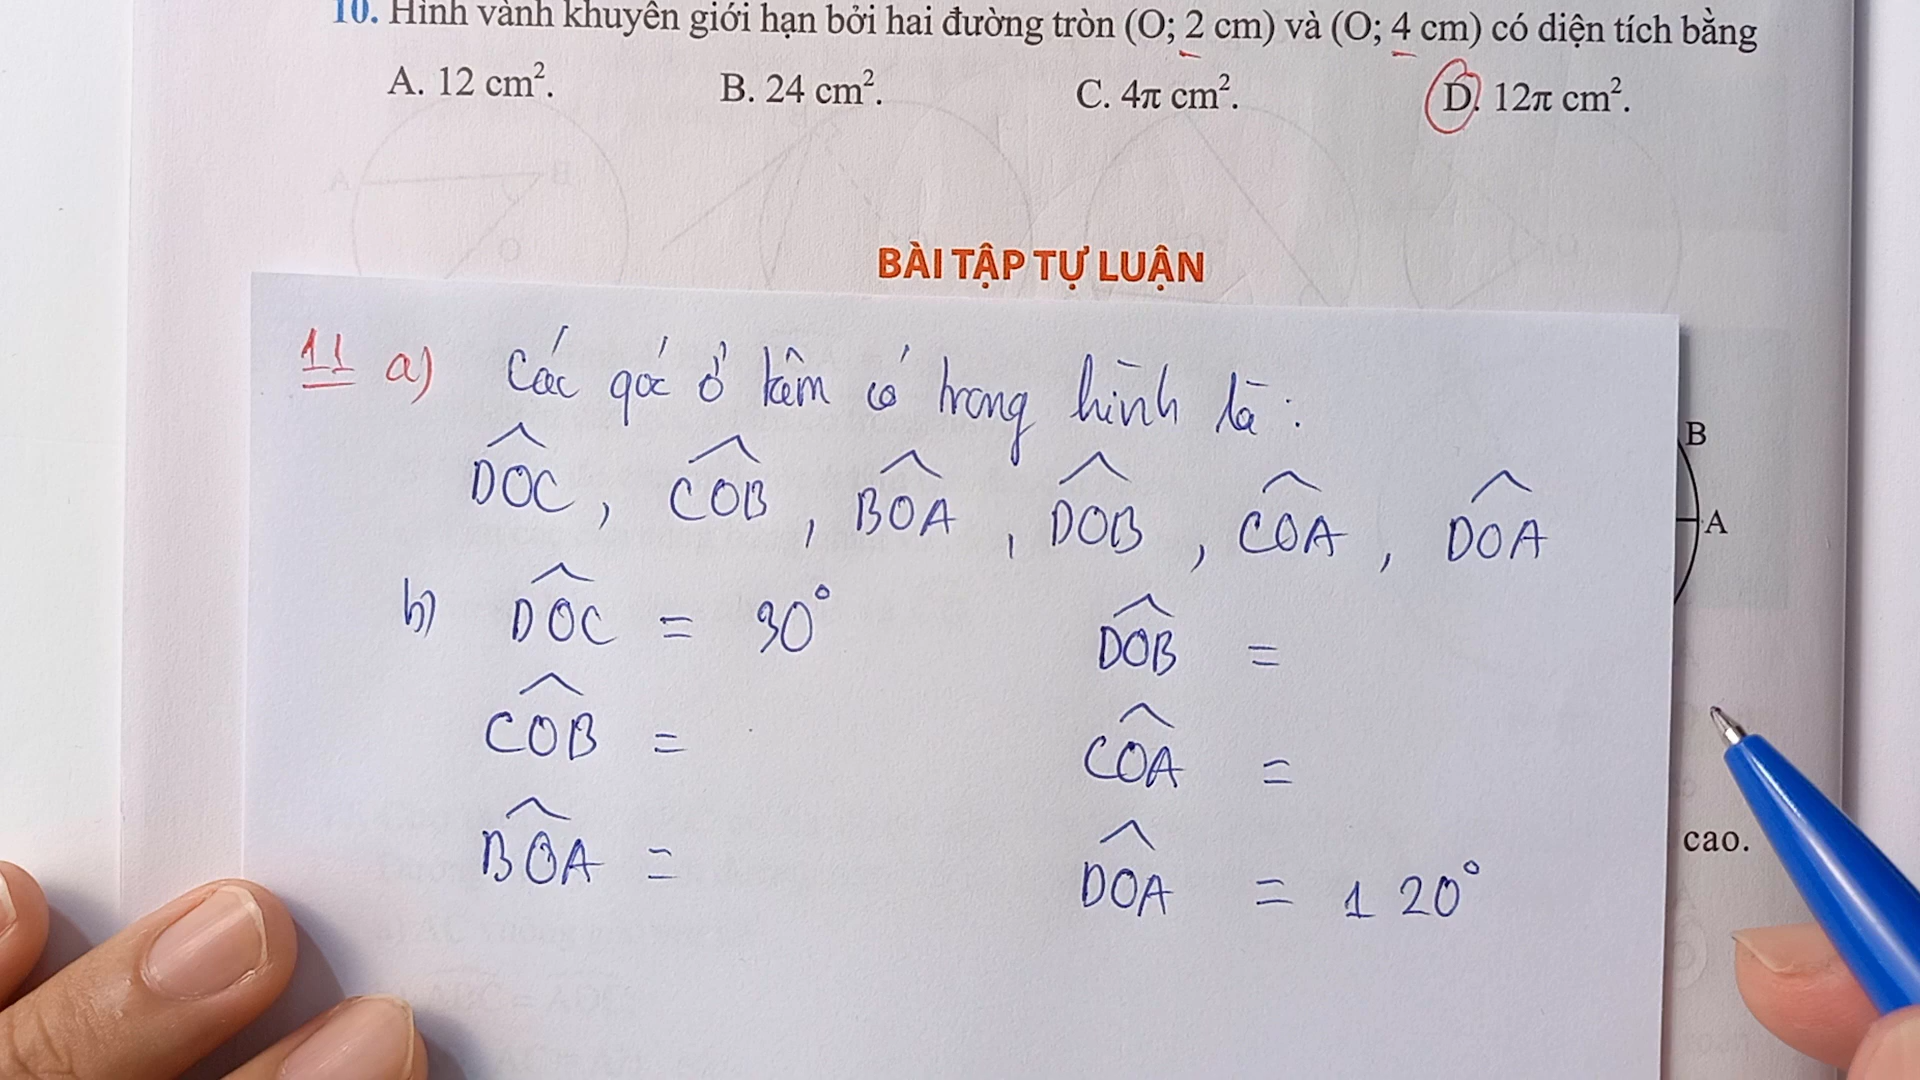 10. Hình vành khuyên giới hạn bởi hai đường tròn (O; 2 cm) và (O; 4 cm) có diện tích bằng
A. 12 cm². B. 24 cm². C. 4π cm². D. 12π cm².
BÀI TẬP TỰ LUẬN
11 a) Các góc ở tâm có trong hình là:
B
DOC, COB, BOA, DOB, COA, DOA
A
b) DOC = 30° DOB =
COB = COA =
cao.
BOA = DOA = 120°